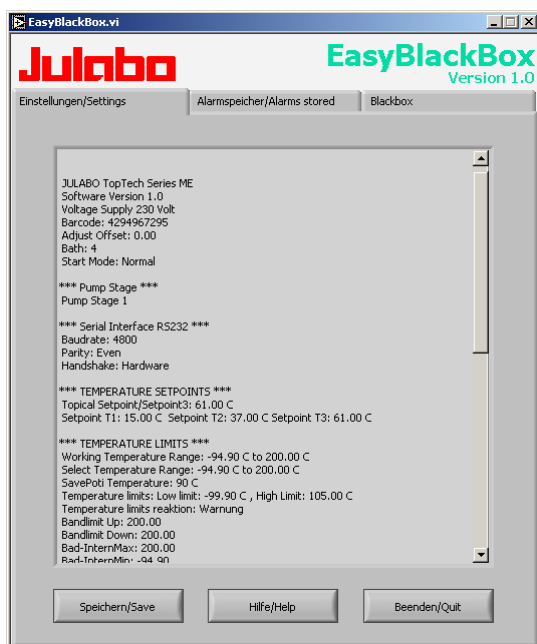 EasyBlackBox.vi
Julabo
EasyBlackBox
Version 1.0
Einstellungen/Settings
Alarmspeicher/Alarms stored
Blackbox
JULABO TopTech Series ME
Software Version 1.0
Voltage Supply 230 Volt
Barcode: 4294967295
Adjust Offset: 0.00
Bath: 4
Start Mode: Normal
*** Pump Stage ***
Pump Stage 1
*** Serial Interface RS232 ***
Baudrate: 4800
Parity: Even
Handshake: Hardware
*** TEMPERATURE SETPOINTS ***
Topical Setpoint/Setpoint3: 61.00 C
Setpoint T1: 15.00 C  Setpoint T2: 37.00 C Setpoint T3: 61.00 C
*** TEMPERATURE LIMITS ***
Working Temperature Range: -94.90 C to 200.00 C
Select Temperature Range: -94.90 C to 200.00 C
SavePoti Temperature: 90 C
Temperature limits: Low limit: -99.90 C , High Limit: 105.00 C
Temperature limits reaktion: Warnung
Bandlimit Up: 200.00
Bandlimit Down: 200.00
Bad-InternMax: 200.00
Bad-InternMin: -94.90
Speichern/Save
Hilfe/Help
Beenden/Quit